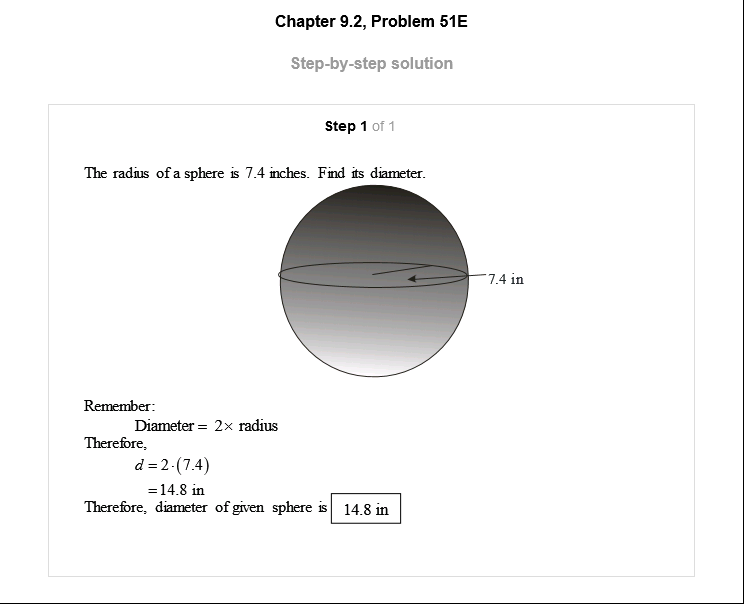 Chapter 9.2, Problem 51E
Step-by-step solution
Step 1 of 1
The radius of a sphere is 7.4 inches. Find its diameter.
7.4 in
Remember:
Diameter = 2× radius
Therefore,
d = 2·(7.4)
= 14.8 in
Therefore, diameter of given sphere is 14.8 in